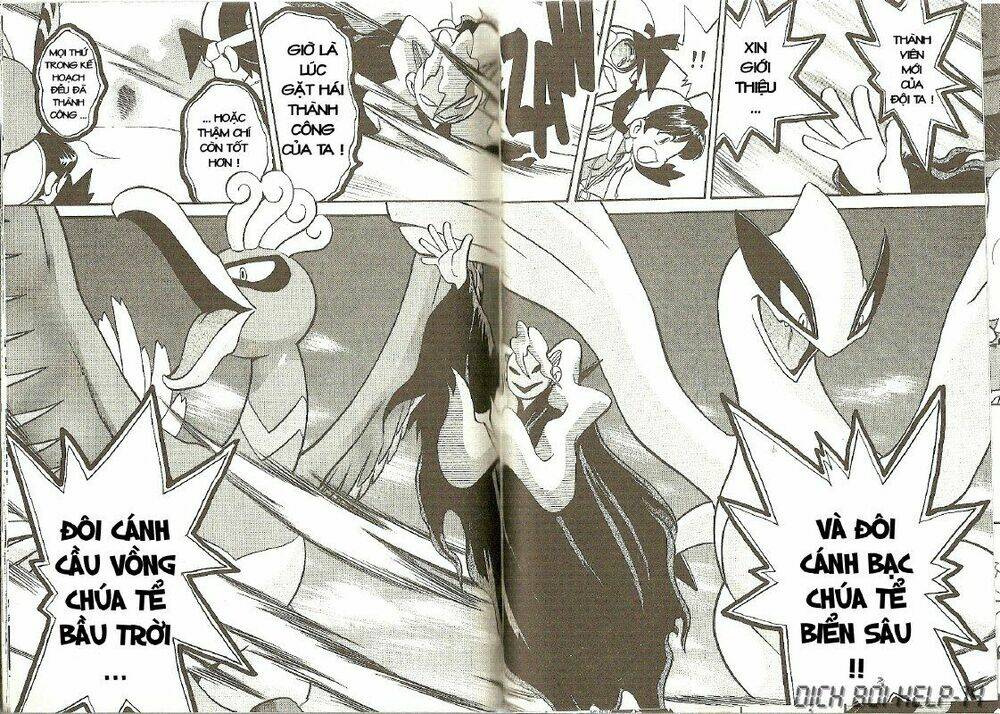 MỌI THỨ
TRONG KẾ
HOẠCH
ĐỀU ĐÃ
THÀNH
CÔNG ...
... HOẶC
THẬM CHÍ
CÒN TỐT
HƠN !
GIỜ LÀ
LÚC
GẶT HÁI
THÀNH
CÔNG
CỦA TA !
!!
XIN
GIỚI
THIỆU
...
THÀNH
VIÊN MỚI
CỦA
ĐỘI TA !
ĐÔI CÁNH
CẦU VỒNG
CHÚA TỂ
BẦU TRỜI
...
VÀ ĐÔI
CÁNH BẠC
CHÚA TỂ
BIỂN SÂU
!!
DỊCH BỞI HELP-TT